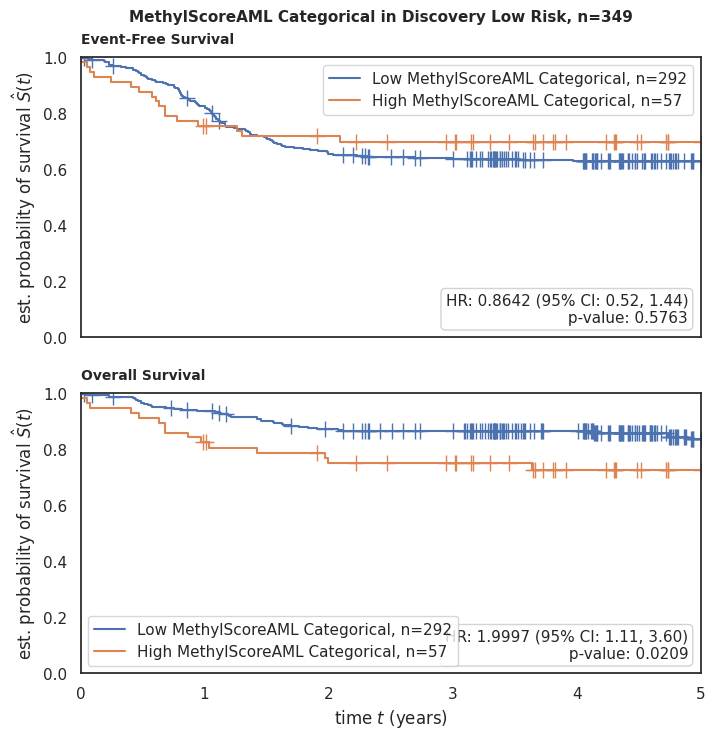 MethylScoreAML Categorical in Discovery Low Risk, n=349
Event-Free Survival
1.0
0.8
0.6
0.4
0.2
0.0
est. probability of survival Ŝ(t)
Low MethylScoreAML Categorical, n=292
High MethylScoreAML Categorical, n=57
HR: 0.8642 (95% CI: 0.52, 1.44)
p-value: 0.5763
Overall Survival
1.0
0.8
0.6
0.4
0.2
0.0
est. probability of survival Ŝ(t)
Low MethylScoreAML Categorical, n=292
High MethylScoreAML Categorical, n=57
HR: 1.9997 (95% CI: 1.11, 3.60)
p-value: 0.0209
0 1 2 3 4 5
time t (years)